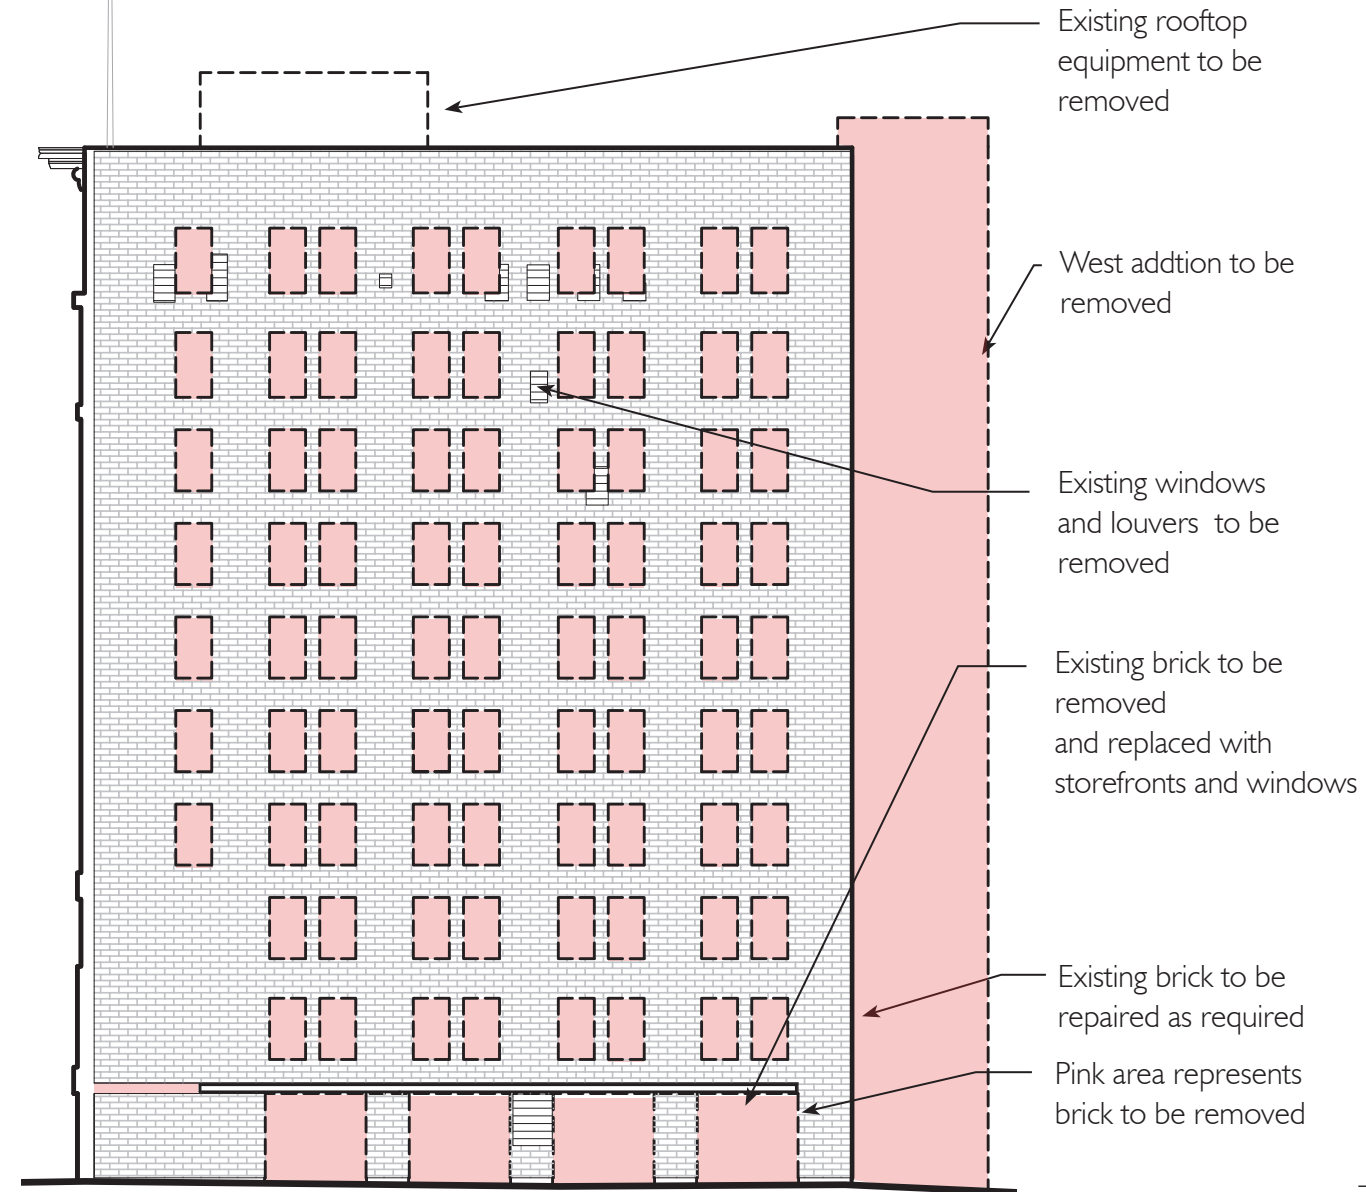 Existing rooftop
equipment to be
removed
West addtion to be
removed
Existing windows
and louvers to be
removed
Existing brick to be
removed
and replaced with
storefronts and windows
Existing brick to be
repaired as required
Pink area represents
brick to be removed